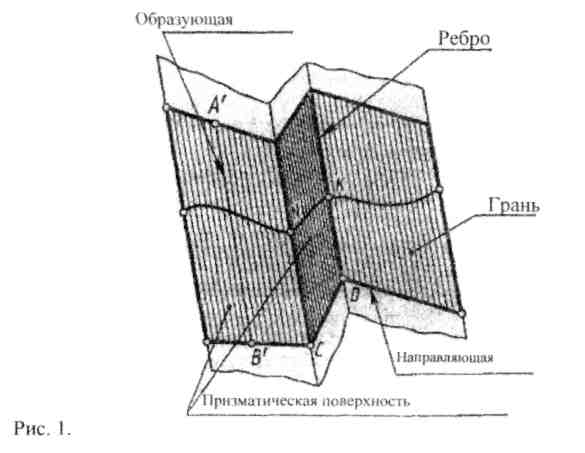 Образующая
Ребро
A'
K
N
Грань
D
B'
C
Направляющая
Призматическая поверхность
Рис. 1.